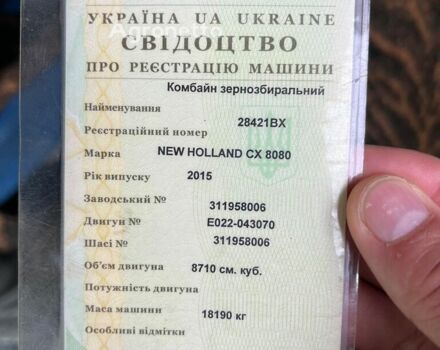 УКРАЇНА UA UKRAINE
Agronetto
СВІДОЦТВО
ПРО РЕЄСТРАЦІЮ МАШИНИ
Комбайн зернозбиральний
Найменування
Реєстраційний номер 28421ВХ
Марка NEW HOLLAND CX 8080
Рік випуску 2015
Заводський № 311958006
Двигун № E022-043070
Шасі № 311958006
Об'єм двигуна 8710 см. куб.
Потужність двигуна
Маса машини 18190 кг
Особливі відмітки